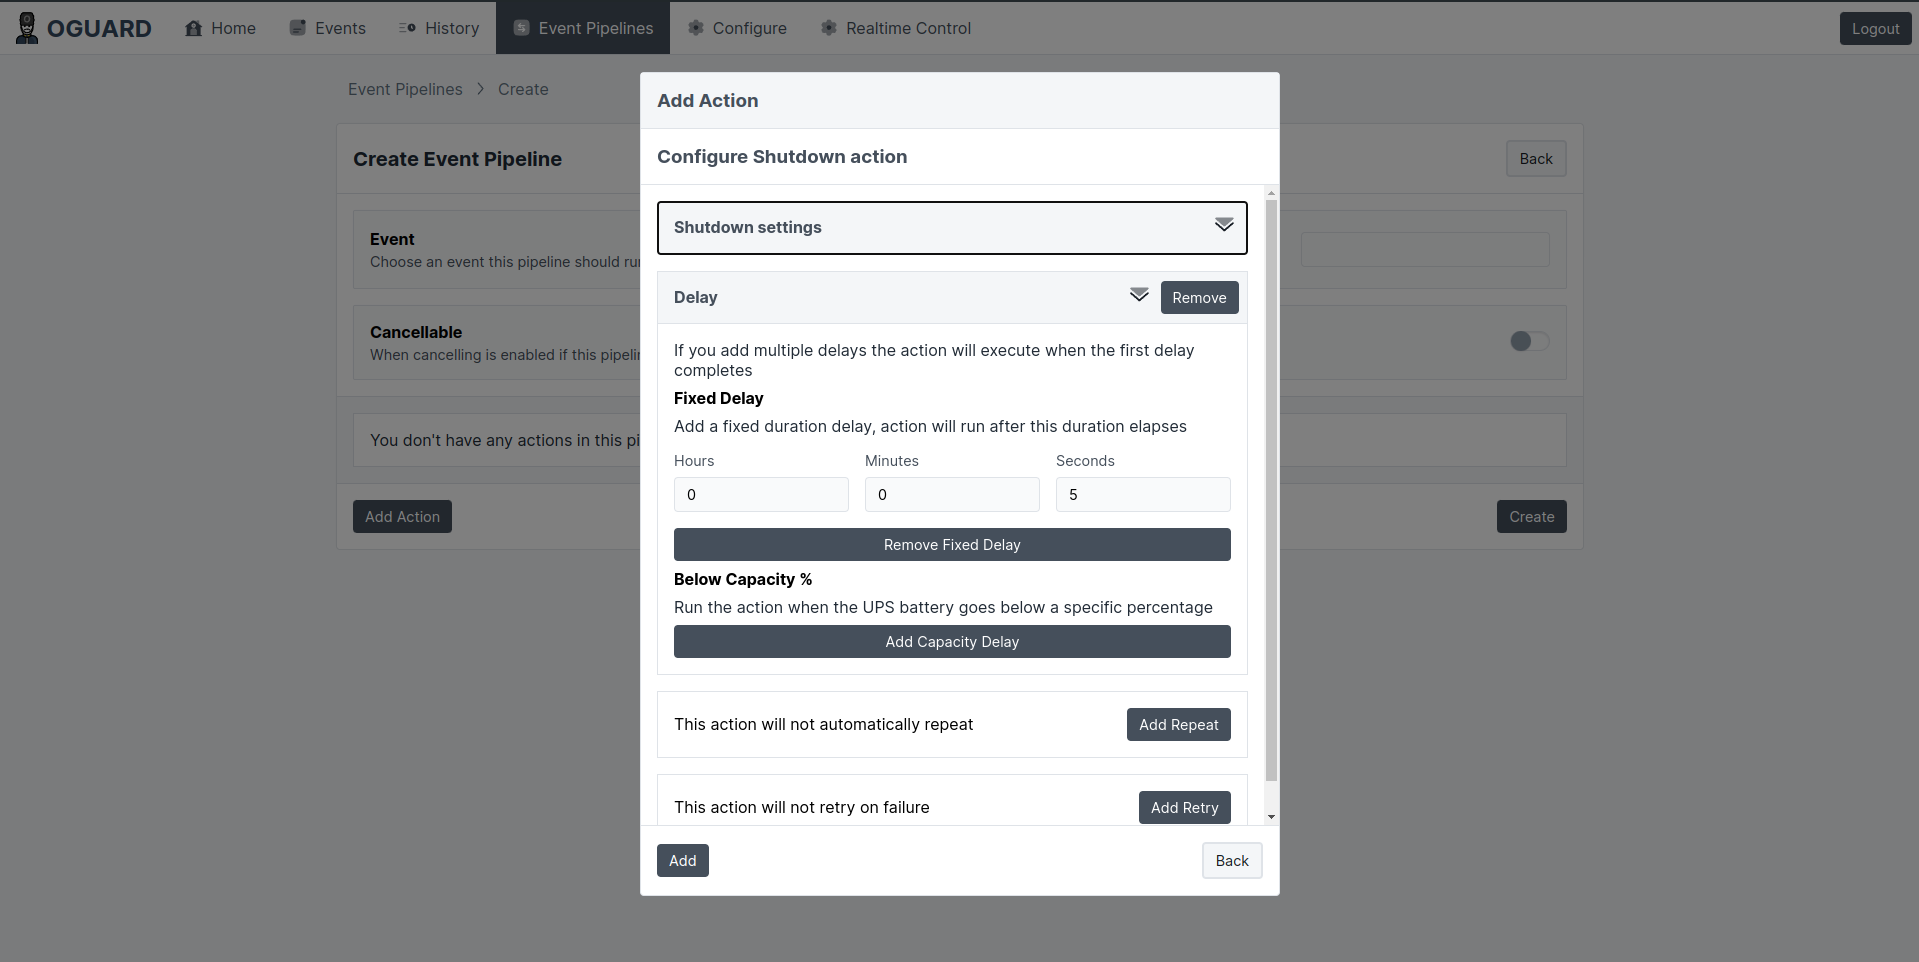 OGUARD
Home
Events
History
Event Pipelines
Configure
Realtime Control
Logout
Event Pipelines
Create
Create Event Pipeline
Back
Event
Choose an event this pipeline should ru
Cancellable
When cancelling is enabled if this pipeli
You don't have any actions in this pi
Add Action
Create
Add Action
Configure Shutdown action
Shutdown settings
Delay
Remove
If you add multiple delays the action will execute when the first delay
completes
Fixed Delay
Add a fixed duration delay, action will run after this duration elapses
Hours
Minutes
Seconds
0
0
5
Remove Fixed Delay
Below Capacity %
Run the action when the UPS battery goes below a specific percentage
Add Capacity Delay
This action will not automatically repeat
Add Repeat
This action will not retry on failure
Add Retry
Add
Back